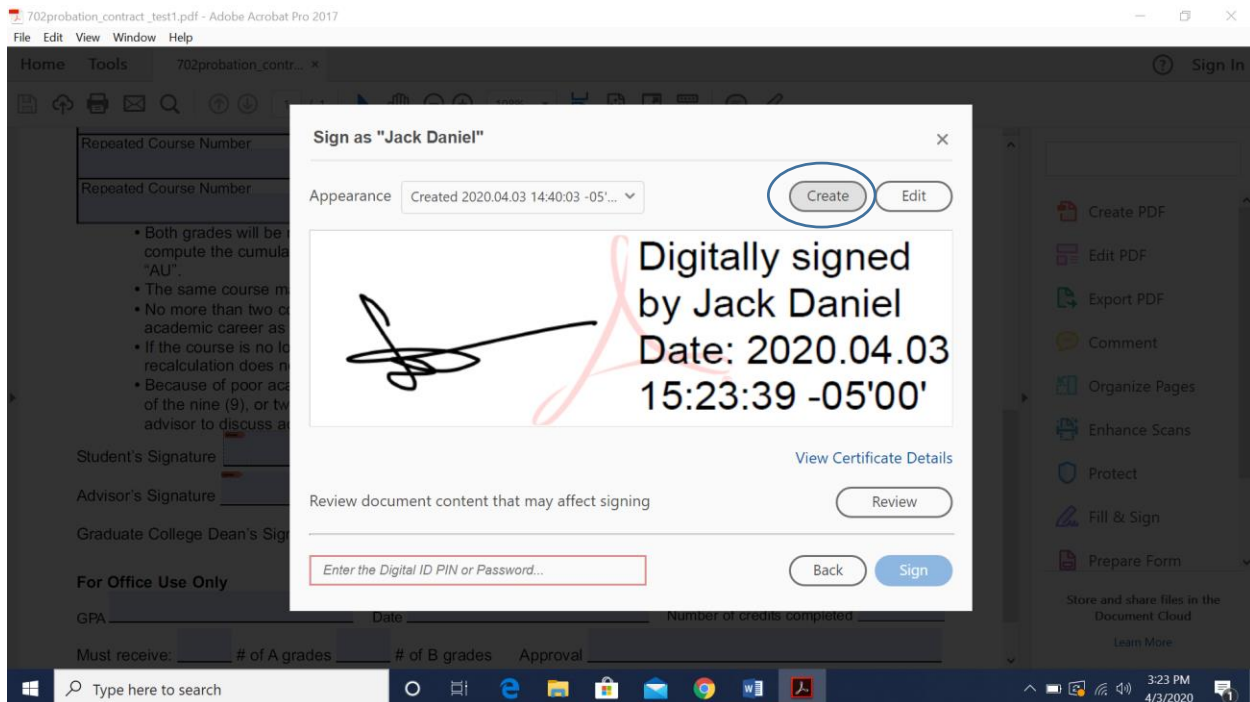 702probation_contract _test1.pdf - Adobe Acrobat Pro 2017
File Edit View Window Help
Home Tools 702probation_contr... × Sign In
Sign as "Jack Daniel"
Appearance Created 2020.04.03 14:40:03 -05'... Create Edit
Digitally signed
by Jack Daniel
Date: 2020.04.03
15:23:39 -05'00'
View Certificate Details
Review document content that may affect signing Review
Enter the Digital ID PIN or Password... Back Sign
Repeated Course Number
Repeated Course Number
• Both grades will be
compute the cumula
"AU".
• The same course m
• No more than two co
academic career as
• If the course is no lo
recalculation does n
• Because of poor aca
of the nine (9), or tw
advisor to discuss a
Student's Signature
Advisor's Signature
Graduate College Dean's Sig
For Office Use Only
GPA Date Number of credits completed
Must receive: # of A grades # of B grades Approval
Create PDF
Edit PDF
Export PDF
Comment
Organize Pages
Enhance Scans
Protect
Fill & Sign
Prepare Form
Store and share files in the
Document Cloud
Learn More
Type here to search
3:23 PM
4/3/2020